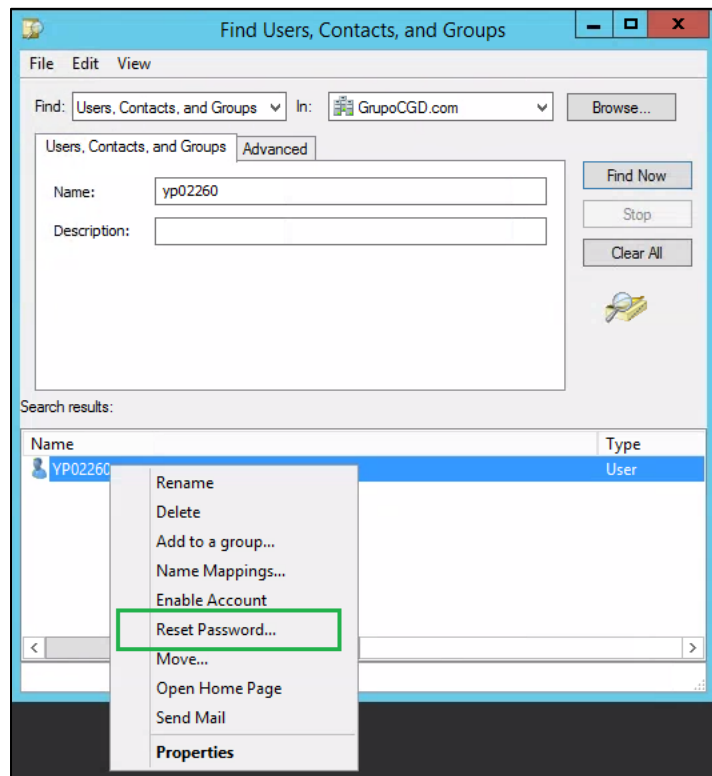 Find Users, Contacts, and Groups
x
File Edit View
Find: Users, Contacts, and Groups In: GrupoCGD.com Browse...
Users, Contacts, and Groups Advanced
Find Now
Name: yp02260
Stop
Description:
Clear All
Search results:
Name Type
YP02260 User
Rename
Delete
Add to a group...
Name Mappings...
Enable Account
Reset Password...
Move...
Open Home Page
Send Mail
Properties